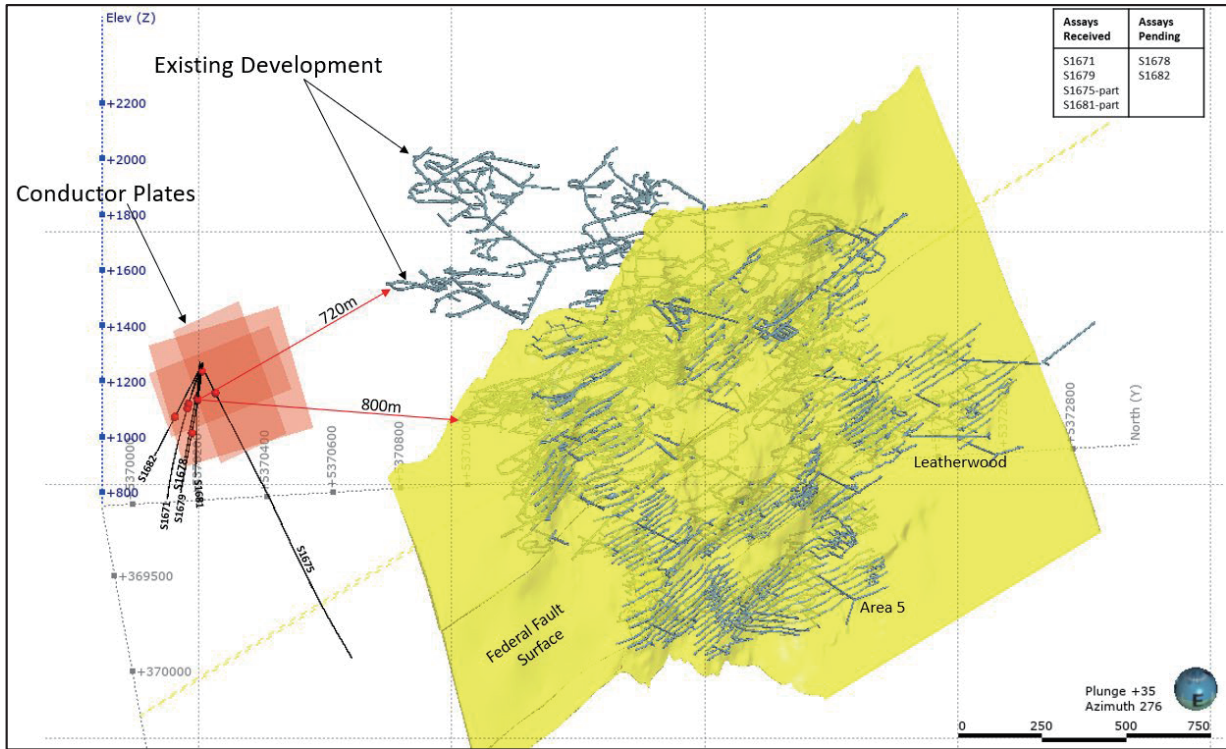 Elev (Z)
Assays
Received
Assays
Pending
S1671
S1679
S1675-part
S1681-part
S1678
S1682
Existing Development
Conductor Plates
+2200
+2000
+1800
+1600
+1400
+1200
+1000
+800
720m
800m
S1682
S1671
S1679
S1678
S1681
S1675
+5370000
+5370400
+5370600
+5370800
+5372800
North (Y)
+369500
+370000
Leatherwood
Area 5
Federal Fault
Surface
Plunge +35
Azimuth 276
E
0
250
500
750